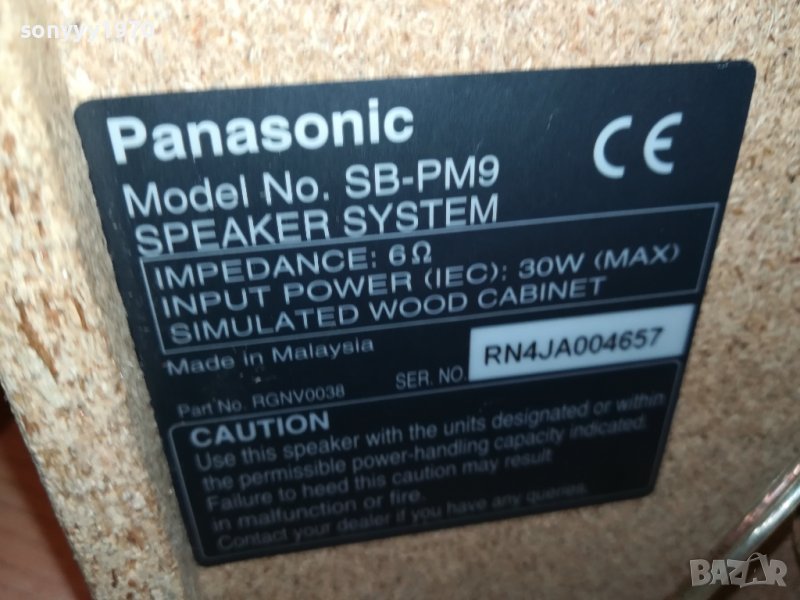 sonyyy1970
Panasonic
CE
Model No. SB-PM9
SPEAKER SYSTEM
IMPEDANCE: 6Ω
INPUT POWER (IEC): 30W (MAX)
SIMULATED WOOD CABINET
Made in Malaysia
SER. NO. RN4JA004657
Part No. RGNV0038
CAUTION
Use this speaker with the units designated or within
the permissible power-handling capacity indicated.
Failure to heed this caution may result
in malfunction or fire.
Contact your dealer if you have any queries.
BAZAR